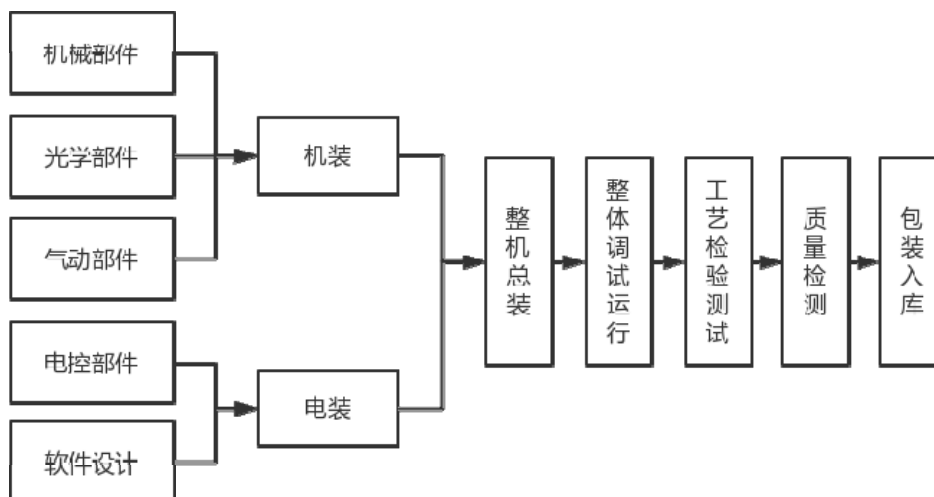 机械部件
光学部件
气动部件
电控部件
软件设计
机装
电装
整机总装
整体调试运行
工艺检验测试
质量检测
包装入库